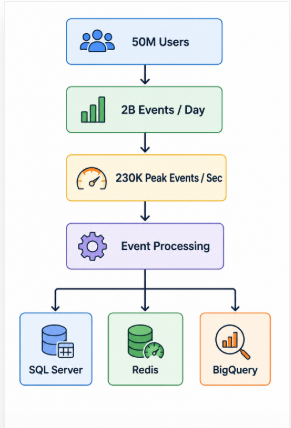 50M Users
2B Events / Day
230K Peak Events / Sec
Event Processing
SQL Server
Redis
BigQuery